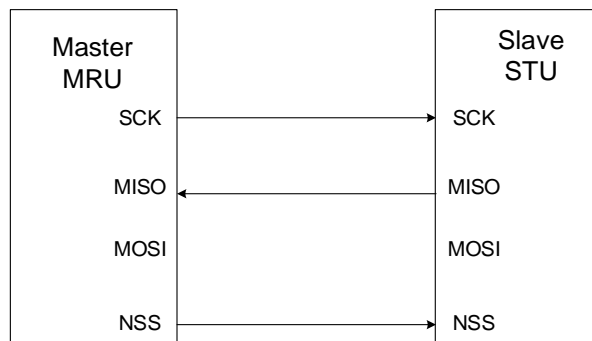 Master
MRU
SCK
MISO
MOSI
NSS
Slave
STU
SCK
MISO
MOSI
NSS